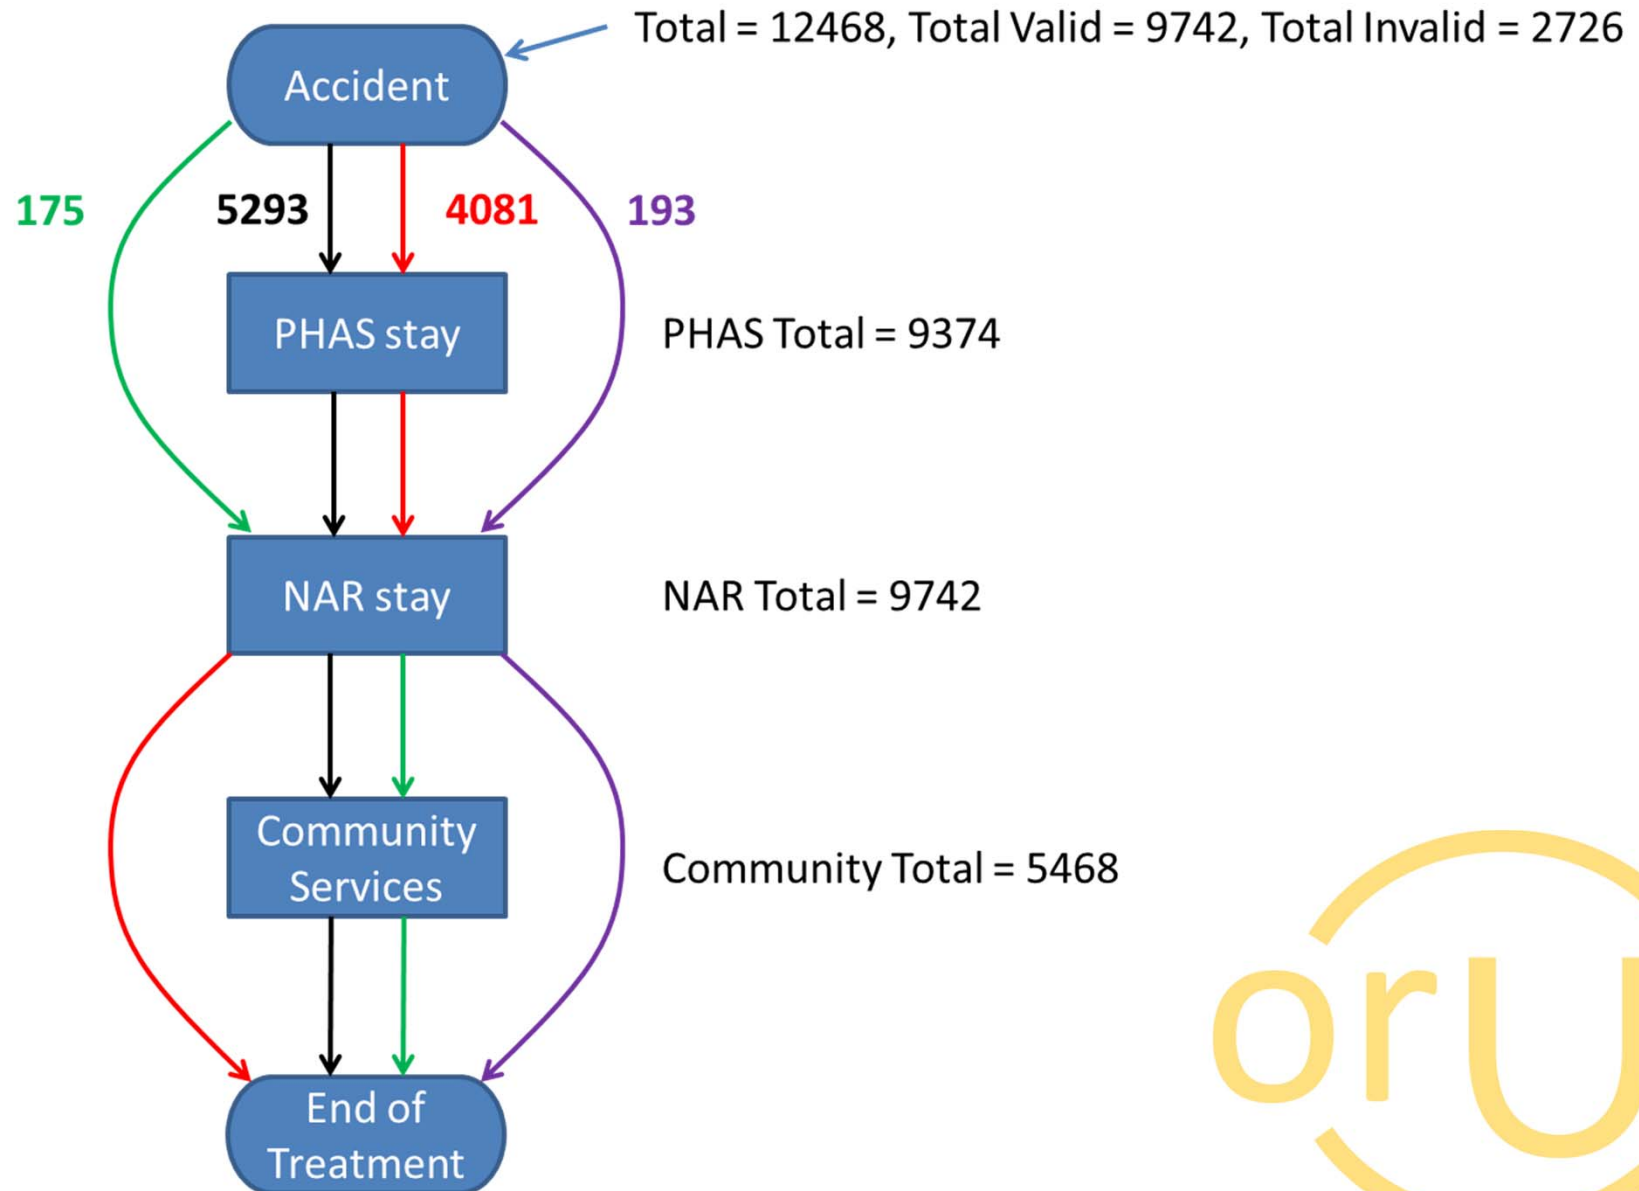 Total = 12468, Total Valid = 9742, Total Invalid = 2726
Accident
175 5293 4081 193
PHAS stay
PHAS Total = 9374
NAR stay
NAR Total = 9742
Community
Services
Community Total = 5468
End of
Treatment
orU